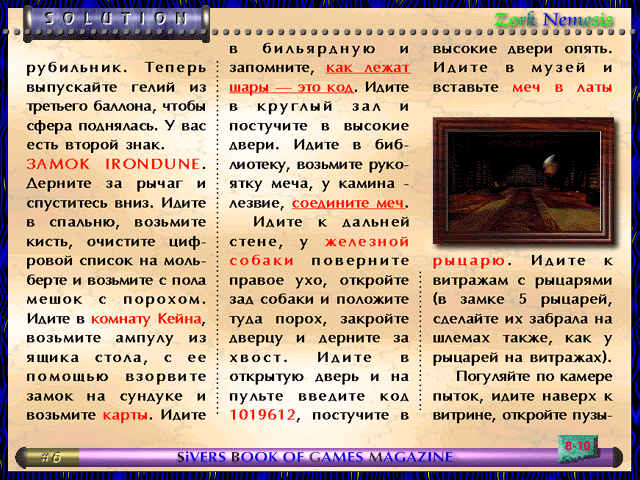 SOLUTION
Zork Nemesis
рубильник. Теперь
выпускайте гелий из
третьего баллона, чтобы
сфера поднялась. У вас
есть второй знак.
ЗАМОК IRONDUNE.
Дерните за рычаг и
спуститесь вниз. Идите
в спальню, возьмите
кисть, очистите циф-
ровой список на моль-
берте и возьмите с пола
мешок с порохом.
Идите в комнату Кейна,
возьмите ампулу из
ящика стола, с ее
помощью взорвите
замок на сундуке и
возьмите карты. Идите
в бильярдную и
запомните, как лежат
шары — это код. Идите
в круглый зал и
постучите в высокие
двери. Идите в биб-
лиотеку, возьмите руко-
ятку меча, у камина -
лезвие, соедините меч.
Идите к дальней
стене, у железной
собаки поверните
правое ухо, откройте
зад собаки и положите
туда порох, закройте
дверцу и дерните за
хвост. Идите в
открытую дверь и на
пульте введите код
1019612, постучите в
высокие двери опять.
Идите в музей и
вставьте меч в латы
рыцарю. Идите к
витражам с рыцарями
(в замке 5 рыцарей,
сделайте их забрала на
шлемах также, как у
рыцарей на витражах).
Погуляйте по камере
пыток, идите наверх к
витрине, откройте пузы-
#6
SiVERS BOOK OF GAMES MAGAZINE
8-10